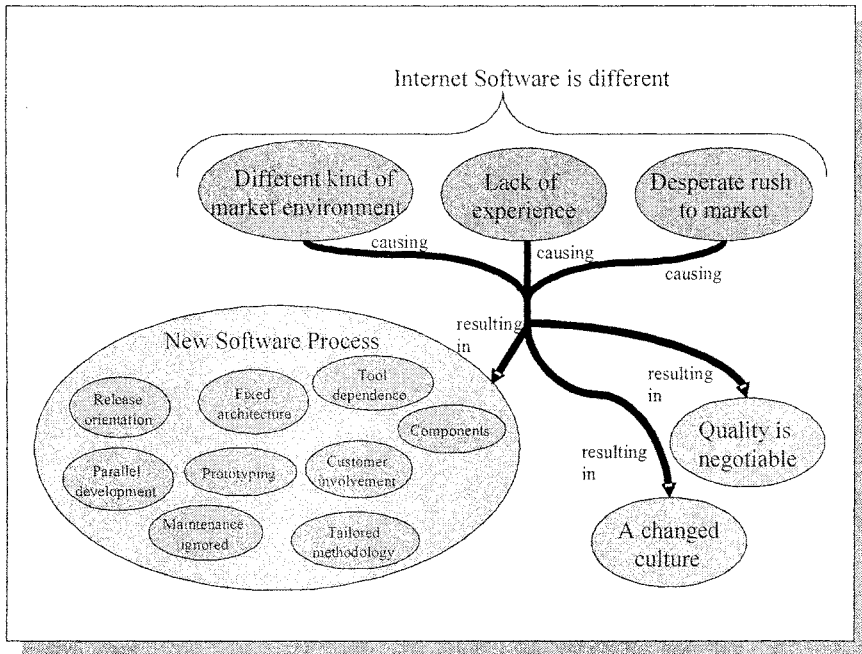 Internet Software is different
Different kind of
market environment
Lack of
experience
Desperate rush
to market
causing
causing
causing
resulting
in
resulting
in
resulting
in
New Software Process
Release
orientation
Fixed
architecture
Tool
dependence
Components
Parallel
development
Prototyping
Customer
involvement
Maintenance
ignored
Tailored
methodology
Quality is
negotiable
A changed
culture